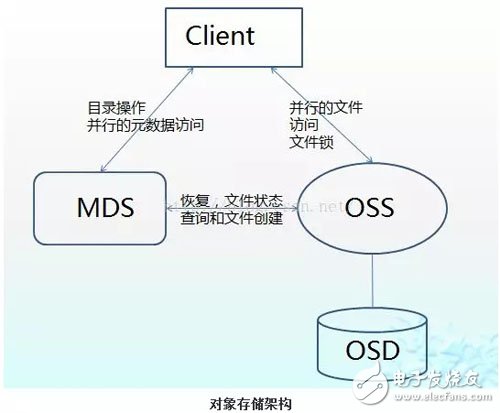 Client
目录操作
并行的元数据访问
并行的文件
访问
文件锁
MDS
恢复，文件状态
查询和文件创建
OSS
OSD
电子发烧友
www.elecfans.com
对象存储架构